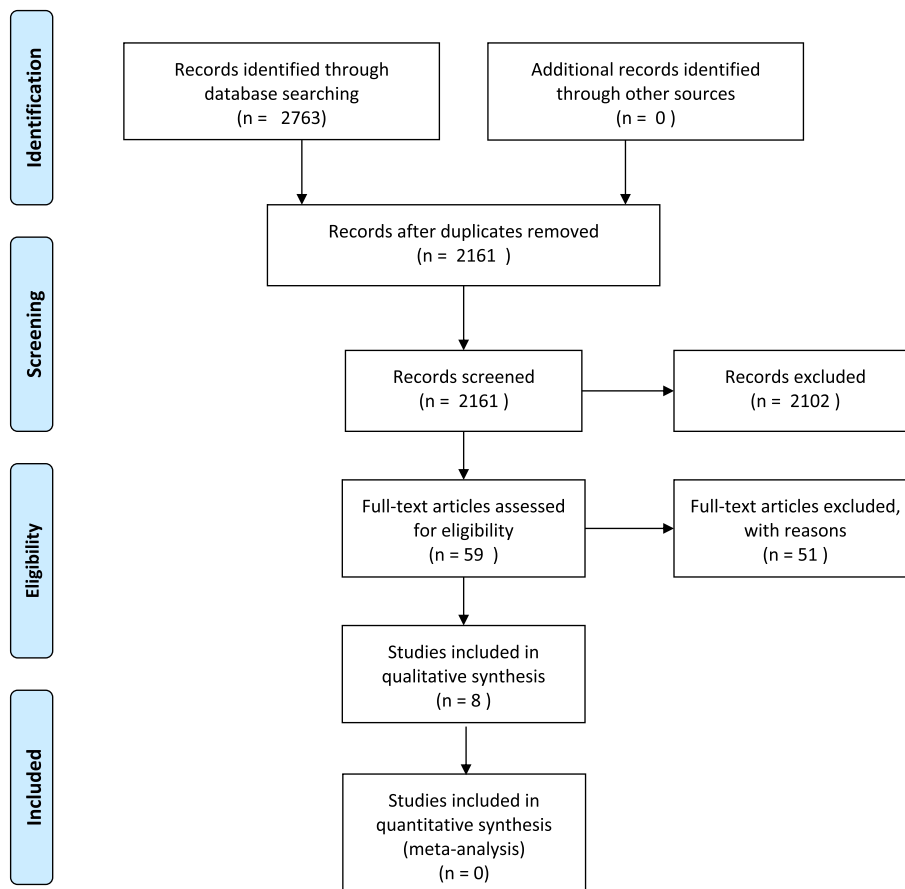 Identification
Records identified through
database searching
(n = 2763)
Additional records identified
through other sources
(n = 0 )
Records after duplicates removed
(n = 2161 )
Screening
Records screened
(n = 2161 )
Records excluded
(n = 2102 )
Eligibility
Full-text articles assessed
for eligibility
(n = 59 )
Full-text articles excluded,
with reasons
(n = 51 )
Studies included in
qualitative synthesis
(n = 8 )
Included
Studies included in
quantitative synthesis
(meta-analysis)
(n = 0)